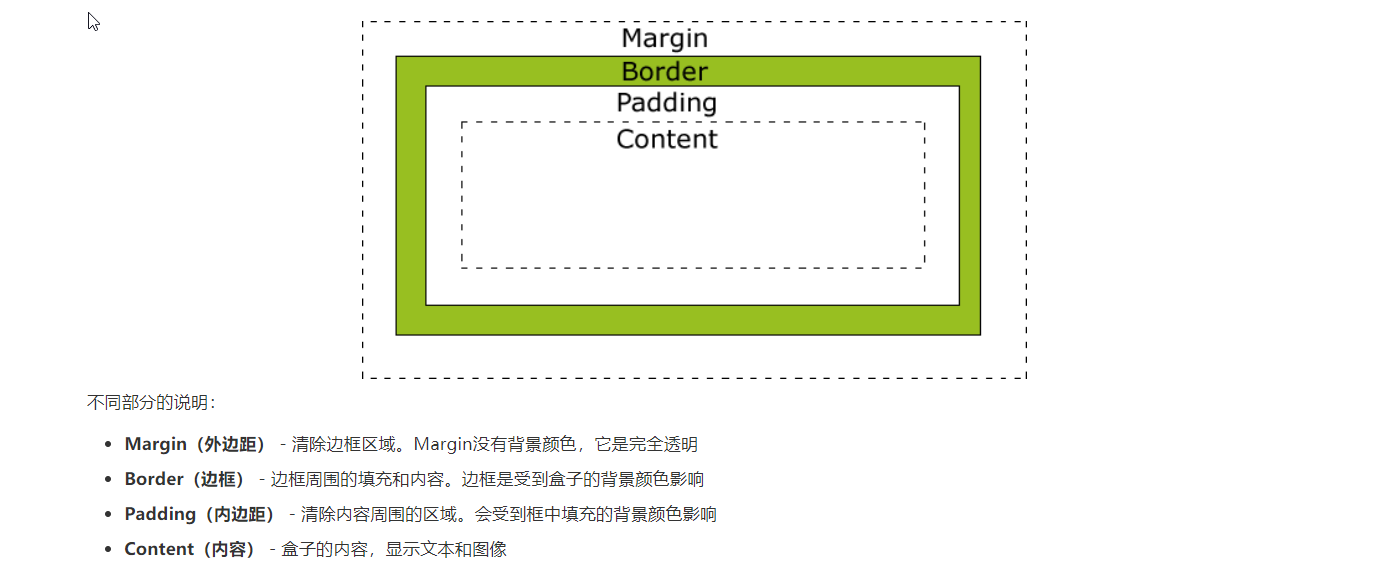 Margin
Border
Padding
Content
不同部分的说明：
• Margin（外边距） - 清除边框区域。Margin没有背景颜色，它是完全透明
• Border（边框） - 边框周围的填充和内容。边框是受到盒子的背景颜色影响
• Padding（内边距） - 清除内容周围的区域。会受到框中填充的背景颜色影响
• Content（内容） - 盒子的内容，显示文本和图像